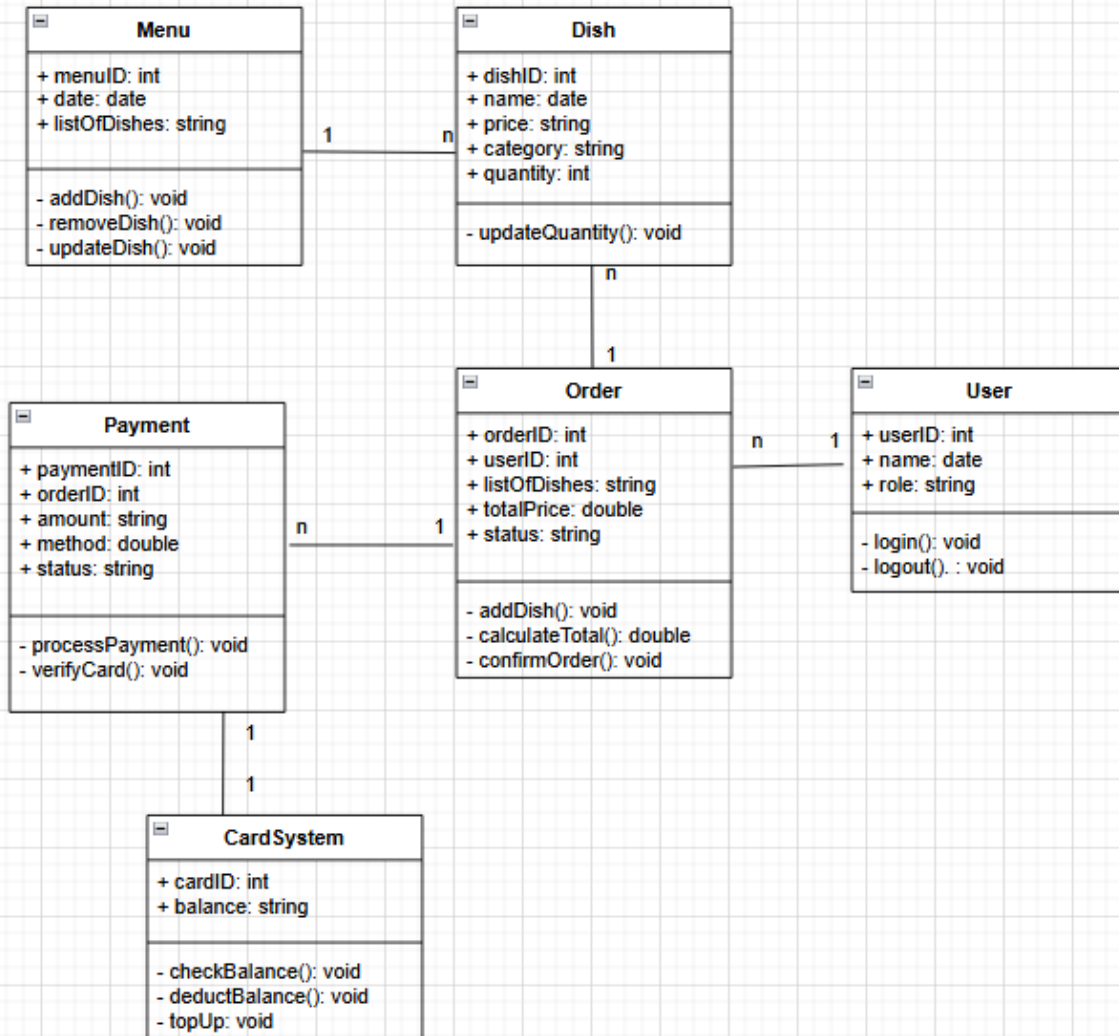 Menu
+ menuID: int
+ date: date
+ listOfDishes: string
- addDish(): void
- removeDish(): void
- updateDish(): void
1
n
Dish
+ dishID: int
+ name: date
+ price: string
+ category: string
+ quantity: int
- updateQuantity(): void
n
1
Payment
+ paymentID: int
+ orderID: int
+ amount: string
+ method: double
+ status: string
- processPayment(): void
- verifyCard(): void
n
1
Order
+ orderID: int
+ userID: int
+ listOfDishes: string
+ totalPrice: double
+ status: string
- addDish(): void
- calculateTotal(): double
- confirmOrder(): void
n
1
User
+ userID: int
+ name: date
+ role: string
- login(): void
- logout(). : void
1
1
CardSystem
+ cardID: int
+ balance: string
- checkBalance(): void
- deductBalance(): void
- topUp: void